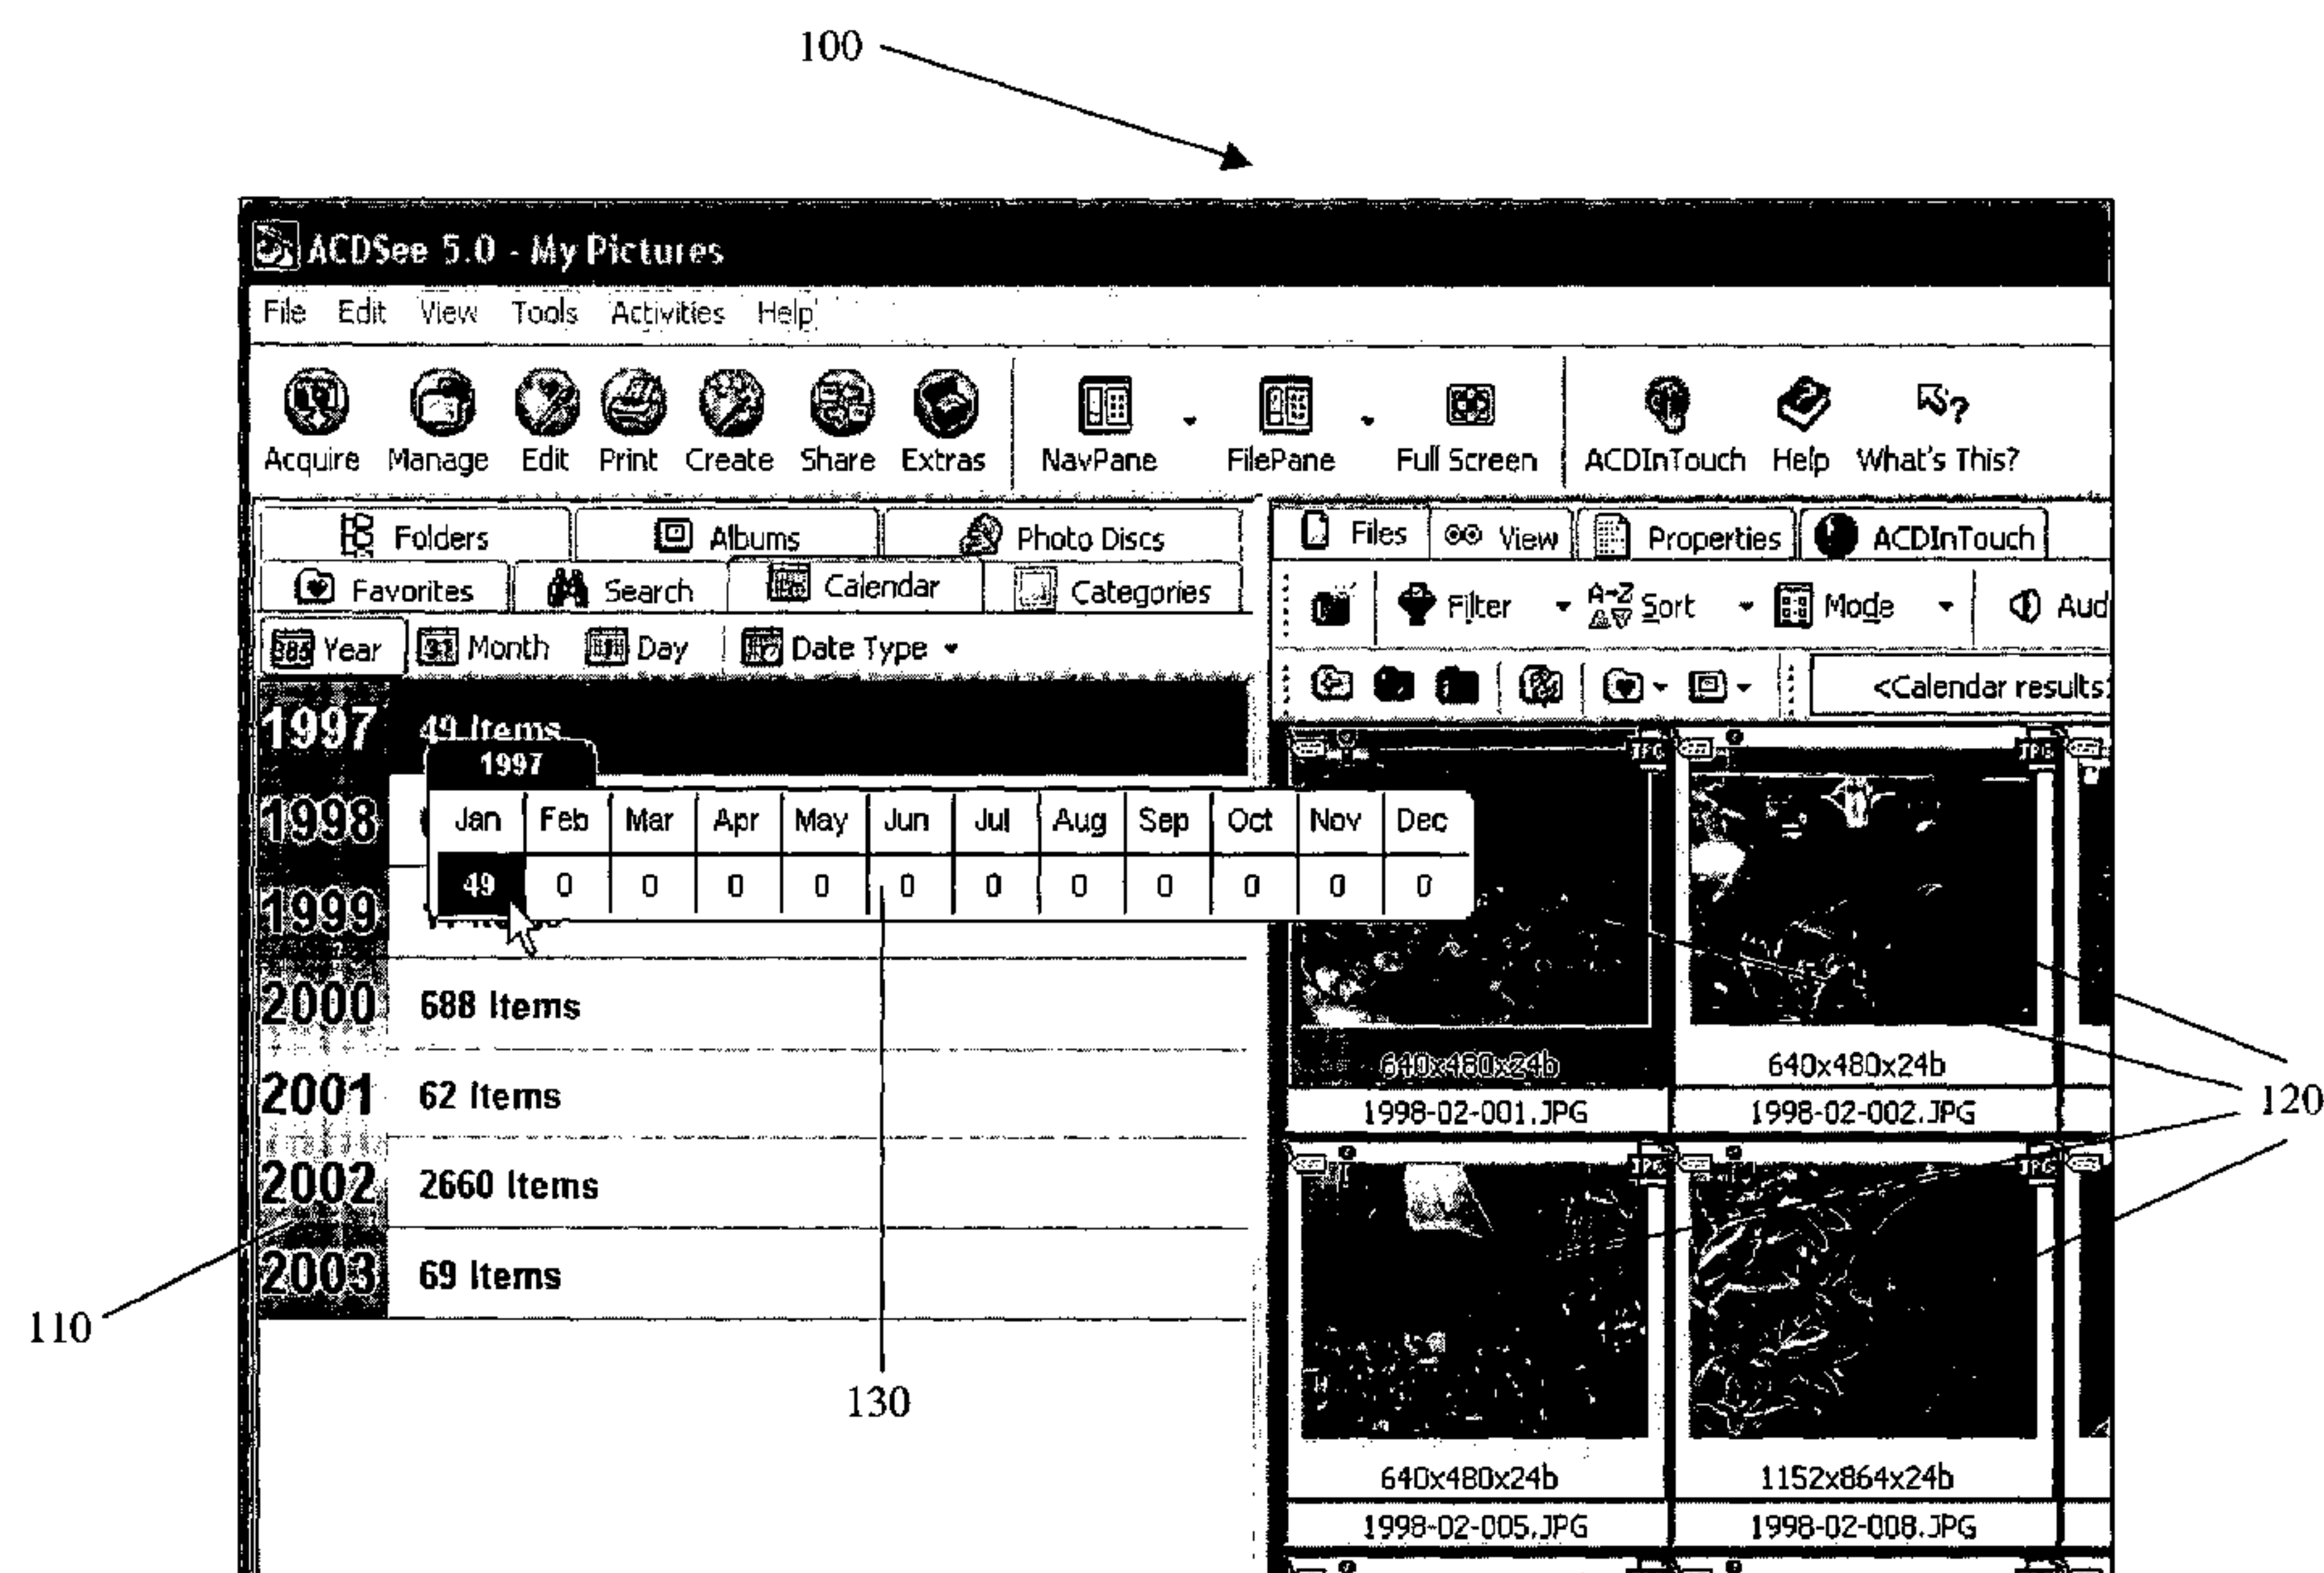 100
ACDSee 5.0 - My Pictures
File Edit View Tools Activities Help
Acquire Manage Edit Print Create Share Extras NavPane FilePane Full Screen ACDInTouch Help What's This?
Folders Albums Photo Discs
Files View Properties ACDInTouch
Favorites Search Calendar Categories
Filter A-Z Sort Mode Aud
Year Month Day Date Type
<Calendar results
1997 49 Items
1997
1998
Jan Feb Mar Apr May Jun Jul Aug Sep Oct Nov Dec
49 0 0 0 0 0 0 0 0 0 0 0
1999
2000 688 Items
2001 62 Items
2002 2660 Items
2003 69 Items
JPG JPG
640x480x24b 640x480x24b
1998-02-001.JPG 1998-02-002.JPG
JPG JPG
640x480x24b 1152x864x24b
1998-02-005.JPG 1998-02-008.JPG
110
120
130